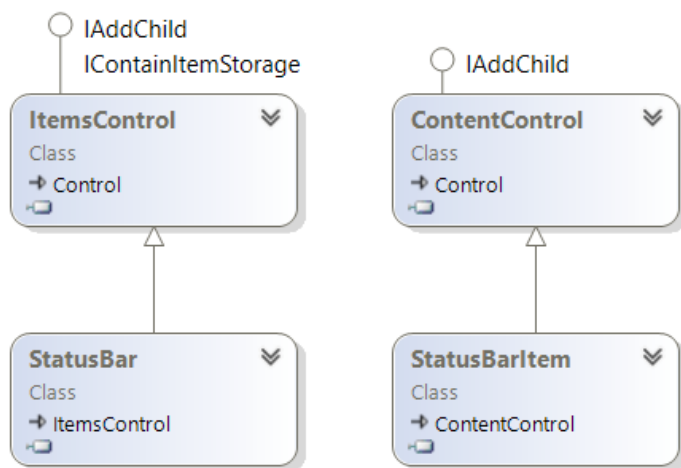 IAddChild
IContainItemStorage
ItemsControl
Class
Control
StatusBar
Class
ItemsControl
IAddChild
ContentControl
Class
Control
StatusBarItem
Class
ContentControl